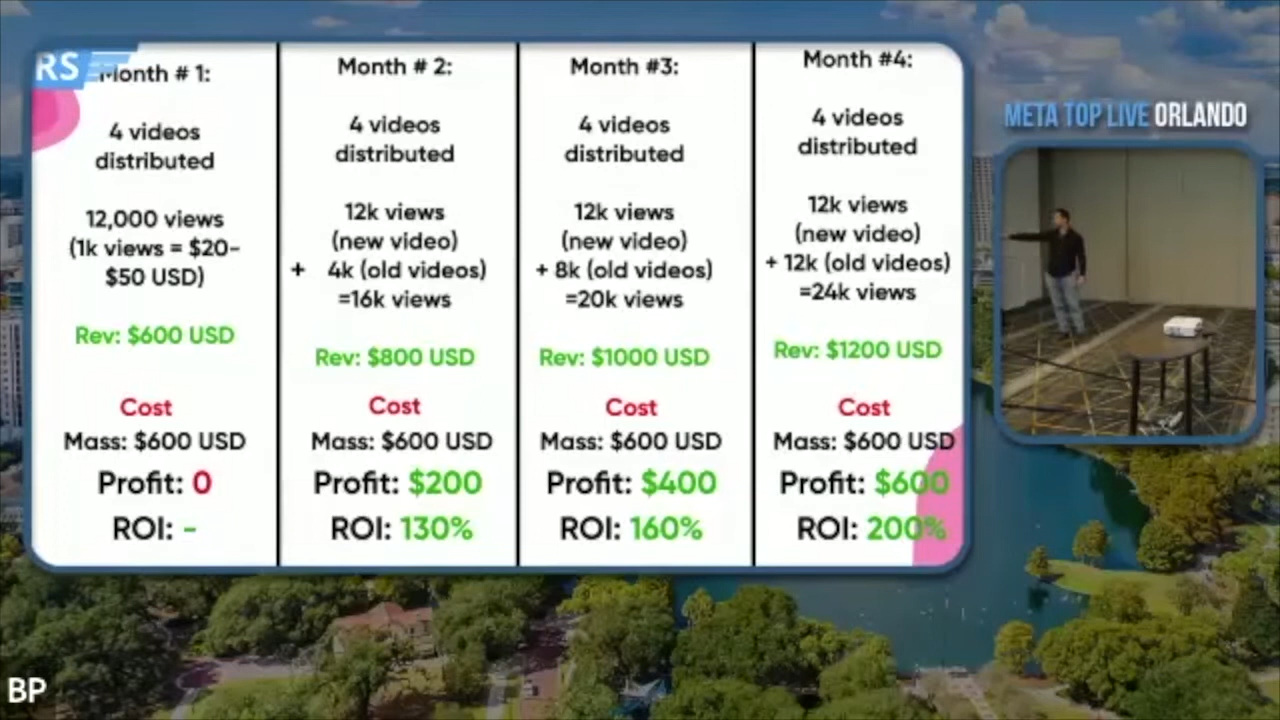 RS
Month # 1:
4 videos
distributed
12,000 views
(1k views = $20-
$50 USD)
Rev: $600 USD
Cost
Mass: $600 USD
Profit: 0
ROI: -
Month # 2:
4 videos
distributed
12k views
(new video)
+ 4k (old videos)
=16k views
Rev: $800 USD
Cost
Mass: $600 USD
Profit: $200
ROI: 130%
Month #3:
4 videos
distributed
12k views
(new video)
+ 8k (old videos)
=20k views
Rev: $1000 USD
Cost
Mass: $600 USD
Profit: $400
ROI: 160%
Month #4:
4 videos
distributed
12k views
(new video)
+ 12k (old videos)
=24k views
Rev: $1200 USD
Cost
Mass: $600 USD
Profit: $600
ROI: 200%
META TOP LIVE ORLANDO
BP